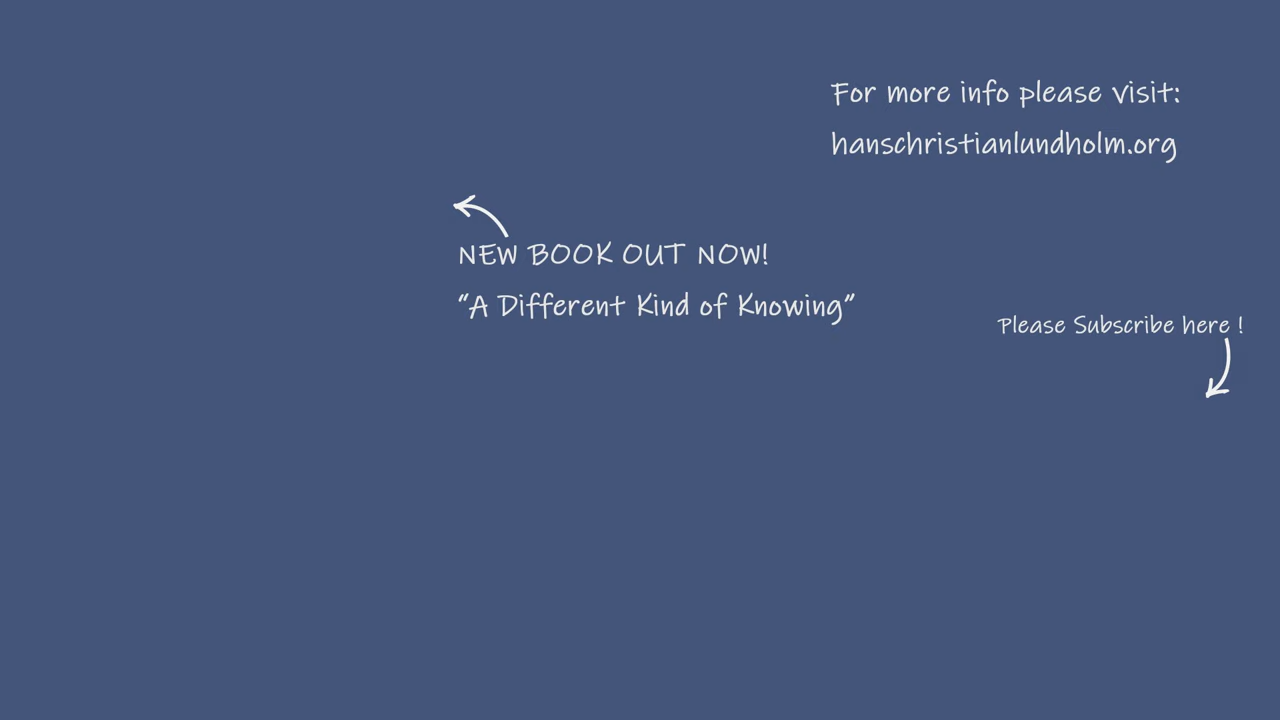 For more info please visit:
hanschristianlundholm.org
NEW BOOK OUT NOW!
“A Different Kind of Knowing”
Please Subscribe here !